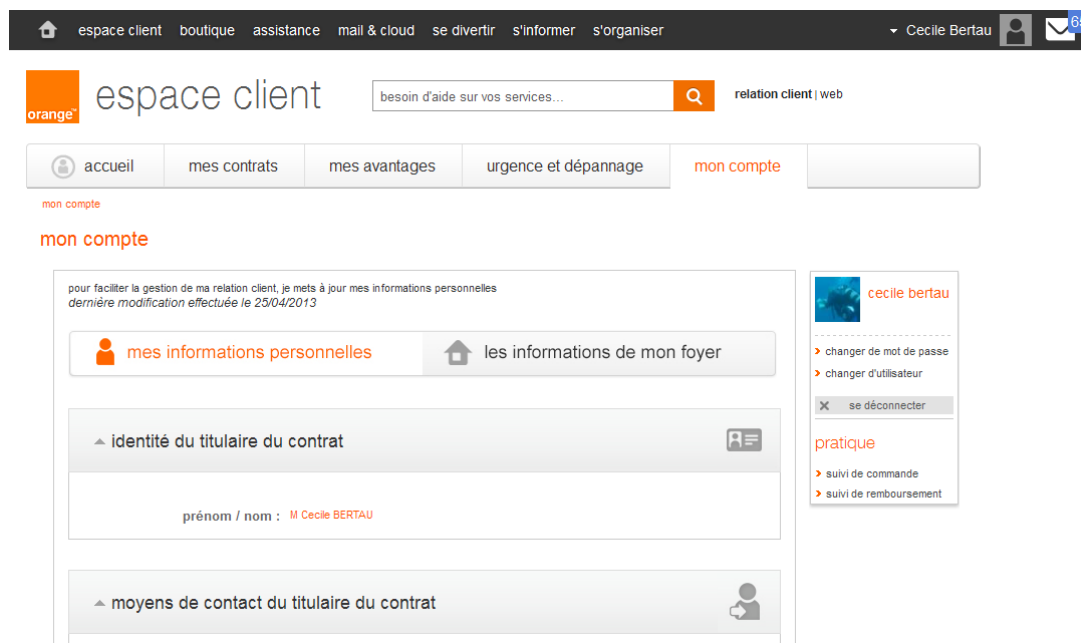 espace client boutique assistance mail & cloud se divertir s'informer s'organiser Cecile Bertau
orange™ espace client besoin d'aide sur vos services... relation client | web
accueil mes contrats mes avantages urgence et dépannage mon compte
mon compte
mon compte
pour faciliter la gestion de ma relation client, je mets à jour mes informations personnelles
dernière modification effectuée le 25/04/2013
mes informations personnelles les informations de mon foyer
identité du titulaire du contrat
prénom / nom : M Cecile BERTAU
moyens de contact du titulaire du contrat
cecile bertau
changer de mot de passe
changer d'utilisateur
se déconnecter
pratique
suivi de commande
suivi de remboursement